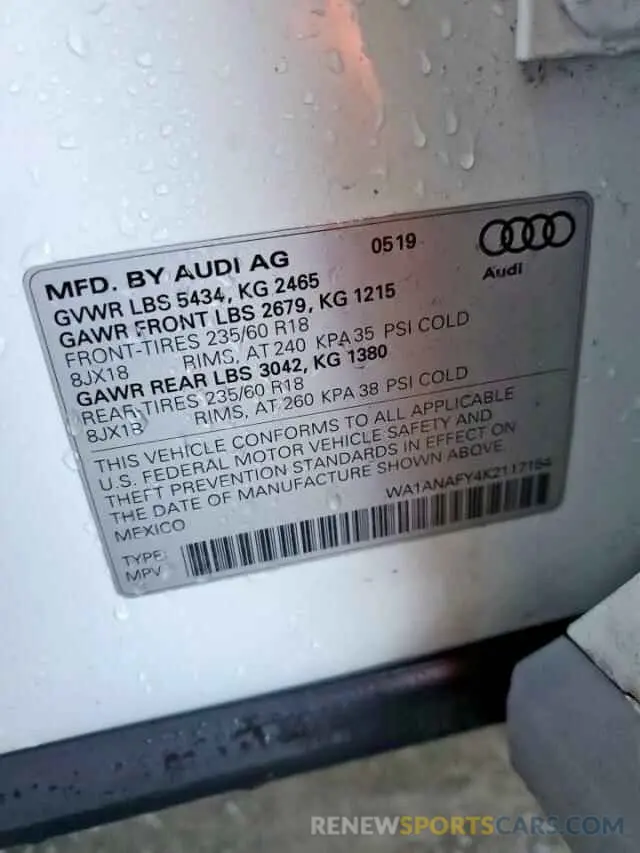 MFD. BY AUDI AG 0519
Audi
GVWR LBS 5434, KG 2465
GAWR FRONT LBS 2679, KG 1215
FRONT-TIRES 235/60 R18
8JX18 RIMS, AT 240 KPA 35 PSI COLD
GAWR REAR LBS 3042, KG 1380
REAR-TIRES 235/60 R18
8JX18 RIMS, AT 260 KPA 38 PSI COLD
THIS VEHICLE CONFORMS TO ALL APPLICABLE
U.S. FEDERAL MOTOR VEHICLE SAFETY AND
THEFT PREVENTION STANDARDS IN EFFECT ON
THE DATE OF MANUFACTURE SHOWN ABOVE.
MEXICO WA1ANAFY4K2117184
TYPE:
MPV
RENEWSPORTSCARS.COM